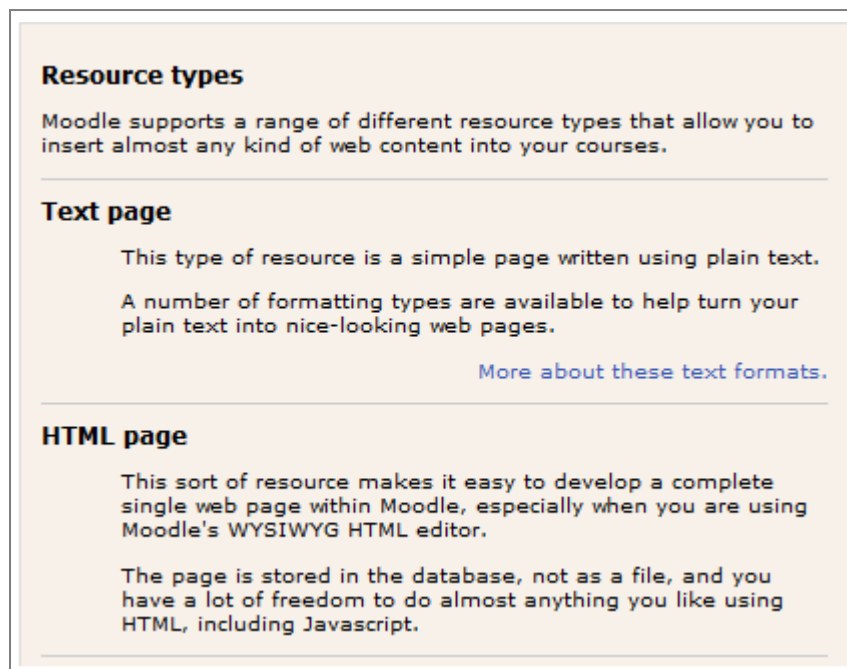 Resource types
Moodle supports a range of different resource types that allow you to
insert almost any kind of web content into your courses.
Text page
This type of resource is a simple page written using plain text.
A number of formatting types are available to help turn your
plain text into nice-looking web pages.
More about these text formats.
HTML page
This sort of resource makes it easy to develop a complete
single web page within Moodle, especially when you are using
Moodle's WYSIWYG HTML editor.
The page is stored in the database, not as a file, and you
have a lot of freedom to do almost anything you like using
HTML, including Javascript.